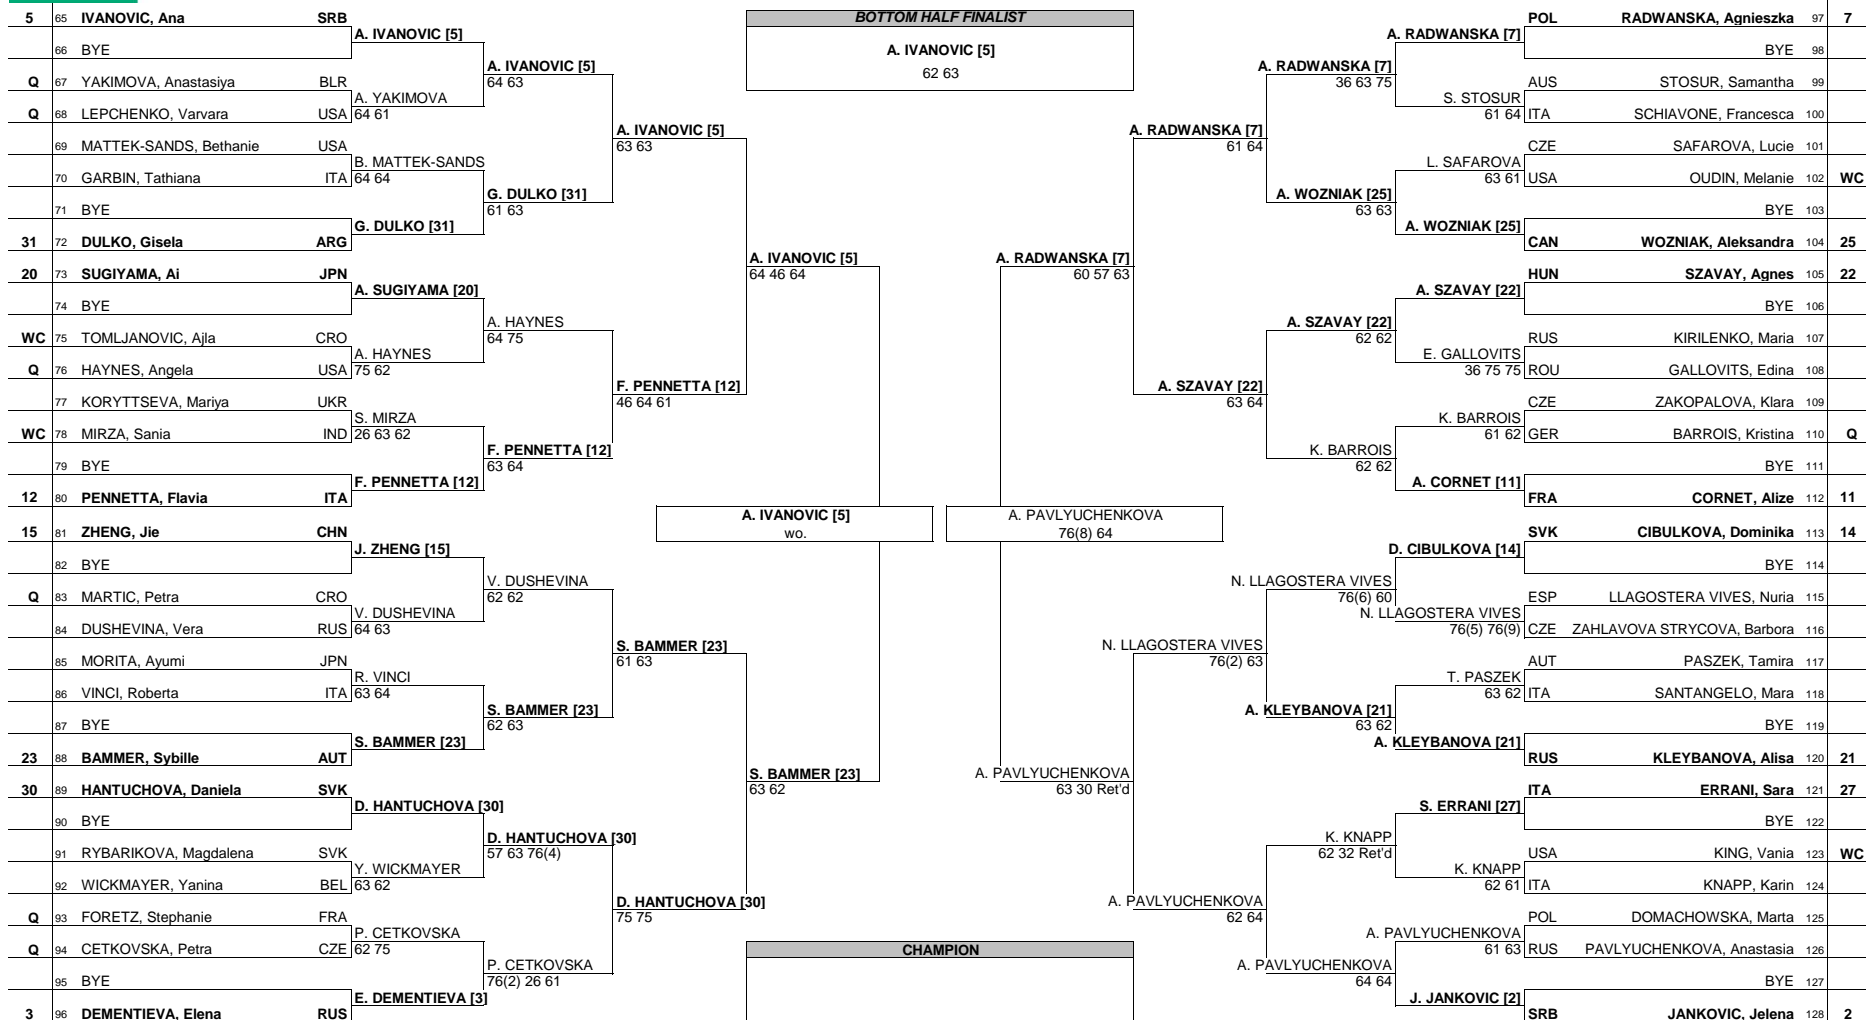 BOTTOM HALF FINALIST
A. IVANOVIC [5]
62 63
5 65 IVANOVIC, Ana SRB
66 BYE
Q 67 YAKIMOVA, Anastasiya BLR
Q 68 LEPCHENKO, Varvara USA
69 MATTEK-SANDS, Bethanie USA
70 GARBIN, Tathiana ITA
71 BYE
31 72 DULKO, Gisela ARG
20 73 SUGIYAMA, Ai JPN
74 BYE
WC 75 TOMLJANOVIC, Ajla CRO
Q 76 HAYNES, Angela USA
77 KORYTTSEVA, Mariya UKR
WC 78 MIRZA, Sania IND
79 BYE
12 80 PENNETTA, Flavia ITA
15 81 ZHENG, Jie CHN
82 BYE
Q 83 MARTIC, Petra CRO
84 DUSHEVINA, Vera RUS
85 MORITA, Ayumi JPN
86 VINCI, Roberta ITA
87 BYE
23 88 BAMMER, Sybille AUT
30 89 HANTUCHOVA, Daniela SVK
90 BYE
91 RYBARIKOVA, Magdalena SVK
92 WICKMAYER, Yanina BEL
Q 93 FORETZ, Stephanie FRA
Q 94 CETKOVSKA, Petra CZE
95 BYE
3 96 DEMENTIEVA, Elena RUS
A. IVANOVIC [5]
A. YAKIMOVA
64 61
B. MATTEK-SANDS
64 64
G. DULKO [31]
A. SUGIYAMA [20]
A. HAYNES
75 62
S. MIRZA
26 63 62
F. PENNETTA [12]
J. ZHENG [15]
V. DUSHEVINA
64 63
R. VINCI
63 64
S. BAMMER [23]
D. HANTUCHOVA [30]
Y. WICKMAYER
63 62
P. CETKOVSKA
62 75
E. DEMENTIEVA [3]
A. IVANOVIC [5]
64 63
G. DULKO [31]
61 63
A. HAYNES
64 75
F. PENNETTA [12]
63 64
V. DUSHEVINA
62 62
S. BAMMER [23]
62 63
D. HANTUCHOVA [30]
57 63 76(4)
P. CETKOVSKA
76(2) 26 61
A. IVANOVIC [5]
63 63
F. PENNETTA [12]
46 64 61
S. BAMMER [23]
61 63
D. HANTUCHOVA [30]
75 75
A. IVANOVIC [5]
64 46 64
S. BAMMER [23]
63 62
A. IVANOVIC [5]
wo.
A. PAVLYUCHENKOVA
76(8) 64
A. RADWANSKA [7]
60 57 63
A. PAVLYUCHENKOVA
63 30 Ret'd
A. RADWANSKA [7]
61 64
A. SZAVAY [22]
63 64
N. LLAGOSTERA VIVES
76(2) 63
A. PAVLYUCHENKOVA
62 64
A. RADWANSKA [7]
36 63 75
A. WOZNIAK [25]
63 63
A. SZAVAY [22]
62 62
K. BARROIS
62 62
N. LLAGOSTERA VIVES
76(6) 60
A. KLEYBANOVA [21]
63 62
K. KNAPP
62 32 Ret'd
A. PAVLYUCHENKOVA
64 64
A. RADWANSKA [7]
S. STOSUR
61 64
L. SAFAROVA
63 61
A. WOZNIAK [25]
A. SZAVAY [22]
E. GALLOVITS
36 75 75
K. BARROIS
61 62
A. CORNET [11]
D. CIBULKOVA [14]
N. LLAGOSTERA VIVES
76(5) 76(9)
T. PASZEK
63 62
A. KLEYBANOVA [21]
S. ERRANI [27]
K. KNAPP
62 61
A. PAVLYUCHENKOVA
61 63
J. JANKOVIC [2]
POL RADWANSKA, Agnieszka 97 7
BYE 98
AUS STOSUR, Samantha 99
ITA SCHIAVONE, Francesca 100
CZE SAFAROVA, Lucie 101
USA OUDIN, Melanie 102 WC
BYE 103
CAN WOZNIAK, Aleksandra 104 25
HUN SZAVAY, Agnes 105 22
BYE 106
RUS KIRILENKO, Maria 107
ROU GALLOVITS, Edina 108
CZE ZAKOPALOVA, Klara 109
GER BARROIS, Kristina 110 Q
BYE 111
FRA CORNET, Alize 112 11
SVK CIBULKOVA, Dominika 113 14
BYE 114
ESP LLAGOSTERA VIVES, Nuria 115
CZE ZAHLAVOVA STRYCOVA, Barbora 116
AUT PASZEK, Tamira 117
ITA SANTANGELO, Mara 118
BYE 119
RUS KLEYBANOVA, Alisa 120 21
ITA ERRANI, Sara 121 27
BYE 122
USA KING, Vania 123 WC
ITA KNAPP, Karin 124
POL DOMACHOWSKA, Marta 125
RUS PAVLYUCHENKOVA, Anastasia 126
BYE 127
SRB JANKOVIC, Jelena 128 2
CHAMPION